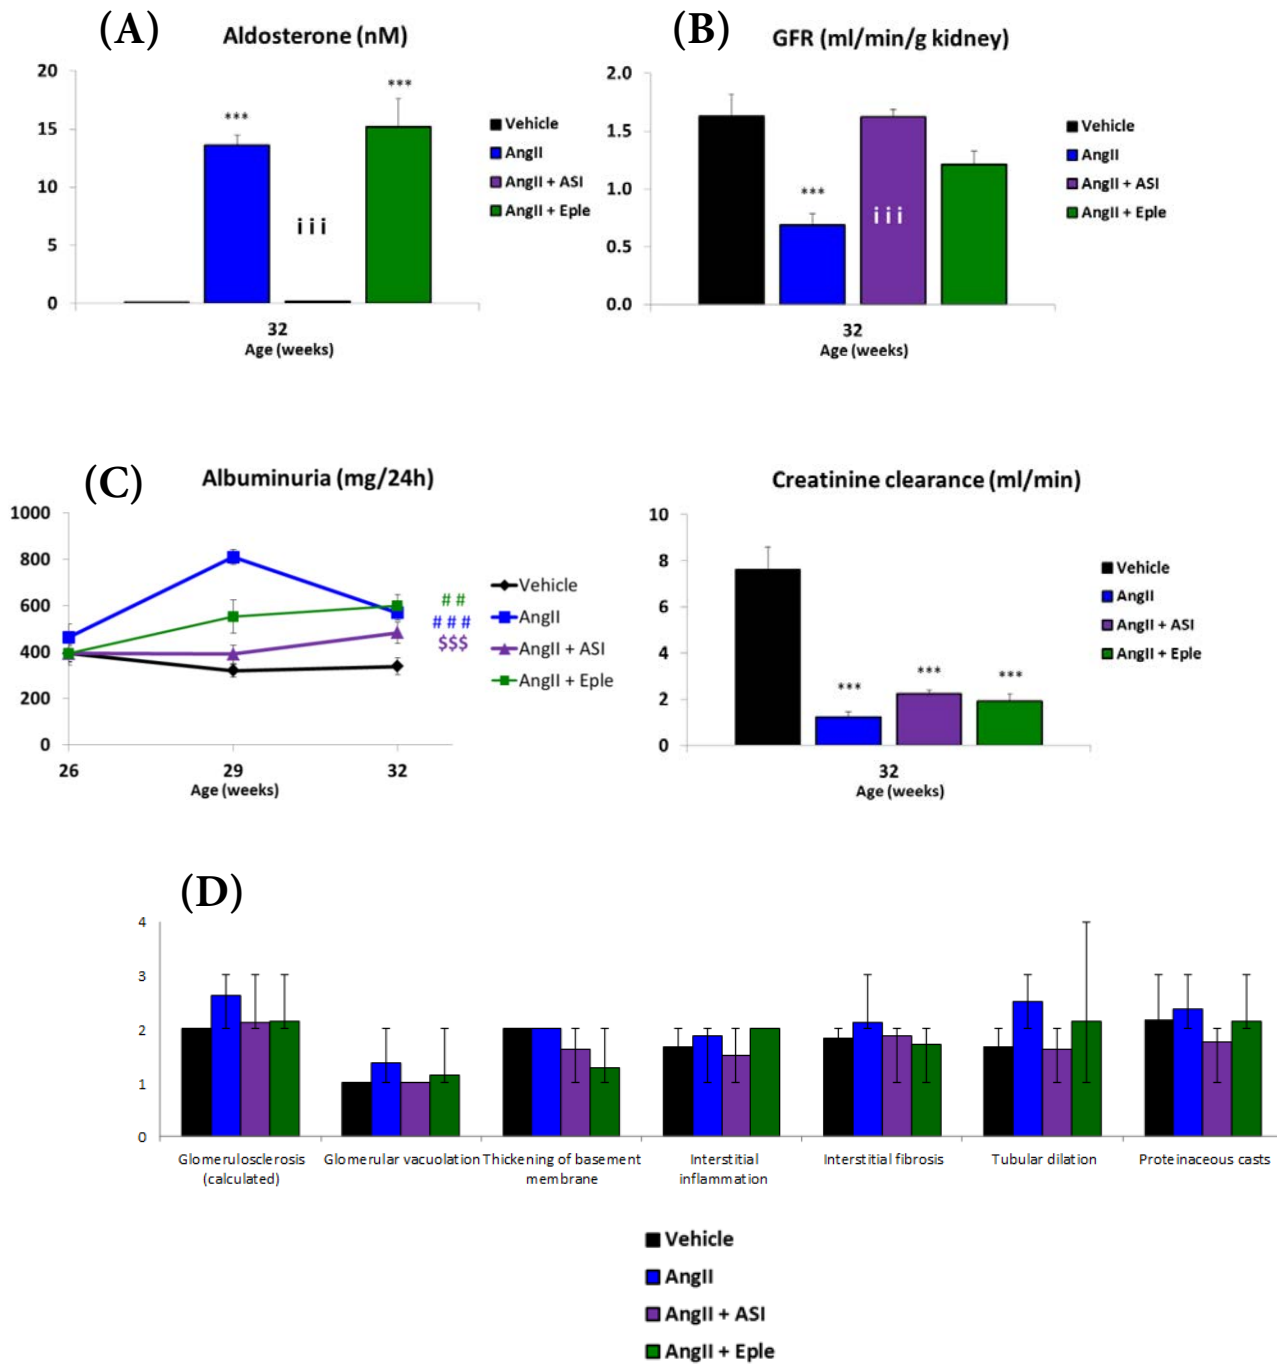 (A)
Aldosterone (nM)
20
15
10
5
0
***
i i i
***
32
Age (weeks)
Vehicle
AngII
AngII + ASI
AngII + Eple
(B)
GFR (ml/min/g kidney)
2.0
1.5
1.0
0.5
0.0
***
i i i
32
Age (weeks)
Vehicle
AngII
AngII + ASI
AngII + Eple
(C)
Albuminuria (mg/24h)
1000
800
600
400
200
0
26
29
32
Age (weeks)
# #
# # #
$$$
Vehicle
AngII
AngII + ASI
AngII + Eple
Creatinine clearance (ml/min)
10
8
6
4
2
0
***
***
***
32
Age (weeks)
Vehicle
AngII
AngII + ASI
AngII + Eple
(D)
4
3
2
1
0
Glomerulosclerosis
(calculated)
Glomerular vacuolation
Thickening of basement
membrane
Interstitial
inflammation
Interstitial fibrosis
Tubular dilation
Proteinaceous casts
Vehicle
AngII
AngII + ASI
AngII + Eple